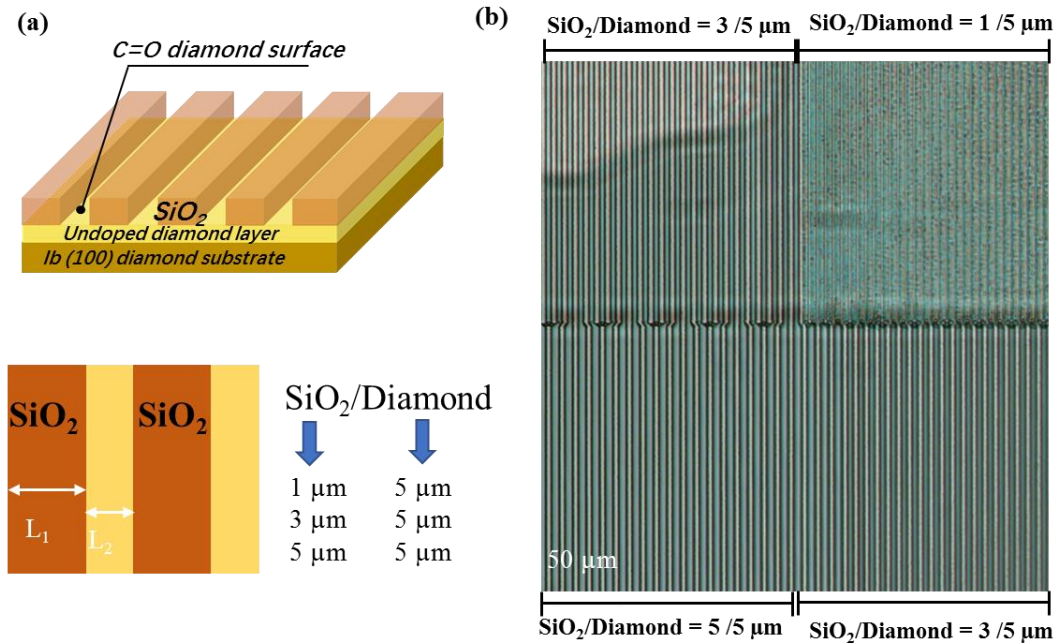 (a)
C=O diamond surface
SiO₂
Undoped diamond layer
Ib (100) diamond substrate
SiO₂
SiO₂
L₁
L₂
SiO₂/Diamond
1 µm 5 µm
3 µm 5 µm
5 µm 5 µm
(b)
SiO₂/Diamond = 3 /5 µm
SiO₂/Diamond = 1 /5 µm
50 µm
SiO₂/Diamond = 5 /5 µm
SiO₂/Diamond = 3 /5 µm